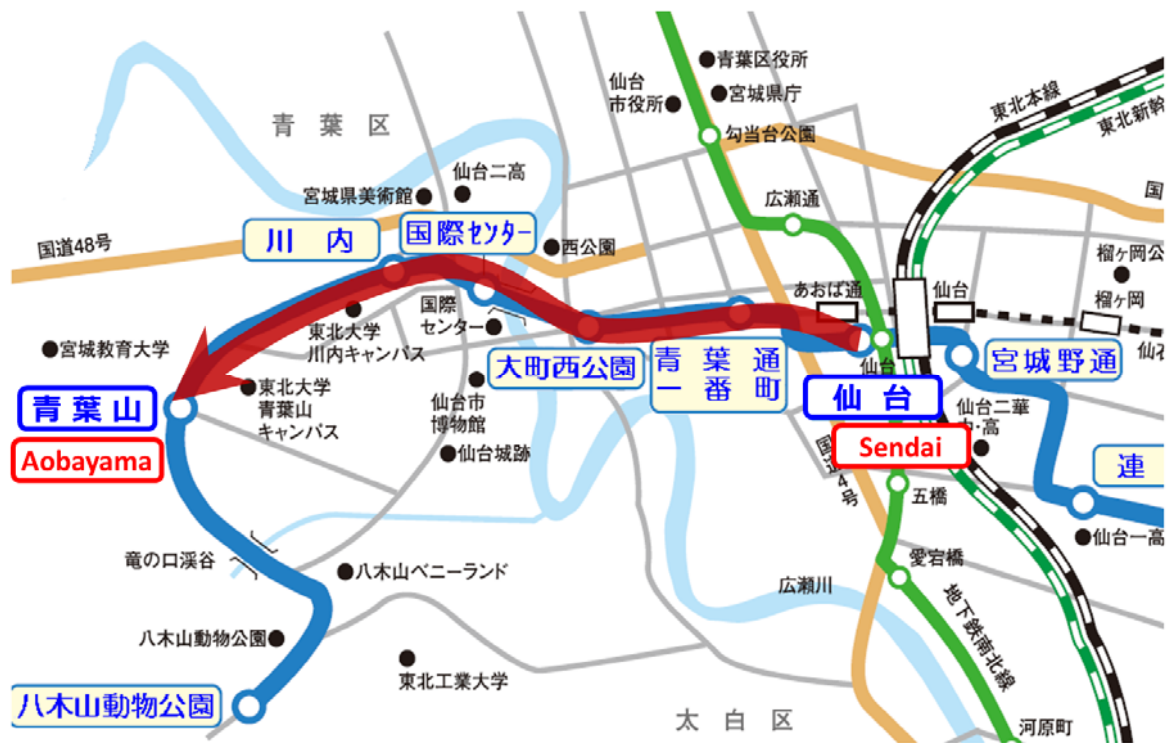 青葉区役所
仙台
市役所
宮城県庁
東北本線
東北新幹
青葉区
勾当台公園
仙台二高
宮城県美術館
広瀬通
国
国道48号
川内
国際センター
西公園
榴ヶ岡公
あおば通
仙台
榴ヶ岡
国際
センター
東北大学
川内キャンパス
宮城教育大学
大町西公園
青葉通
一番町
仙台
宮城野通
青葉山
Aobayama
東北大学
青葉山
キャンパス
仙台市
博物館
仙台
Sendai
仙台二華
中・高
仙台城跡
国道4号
連
五橋
仙台一高
竜の口渓谷
八木山ベニーランド
愛宕橋
広瀬川
地下鉄南北線
八木山動物公園
東北工業大学
八木山動物公園
太白区
河原町